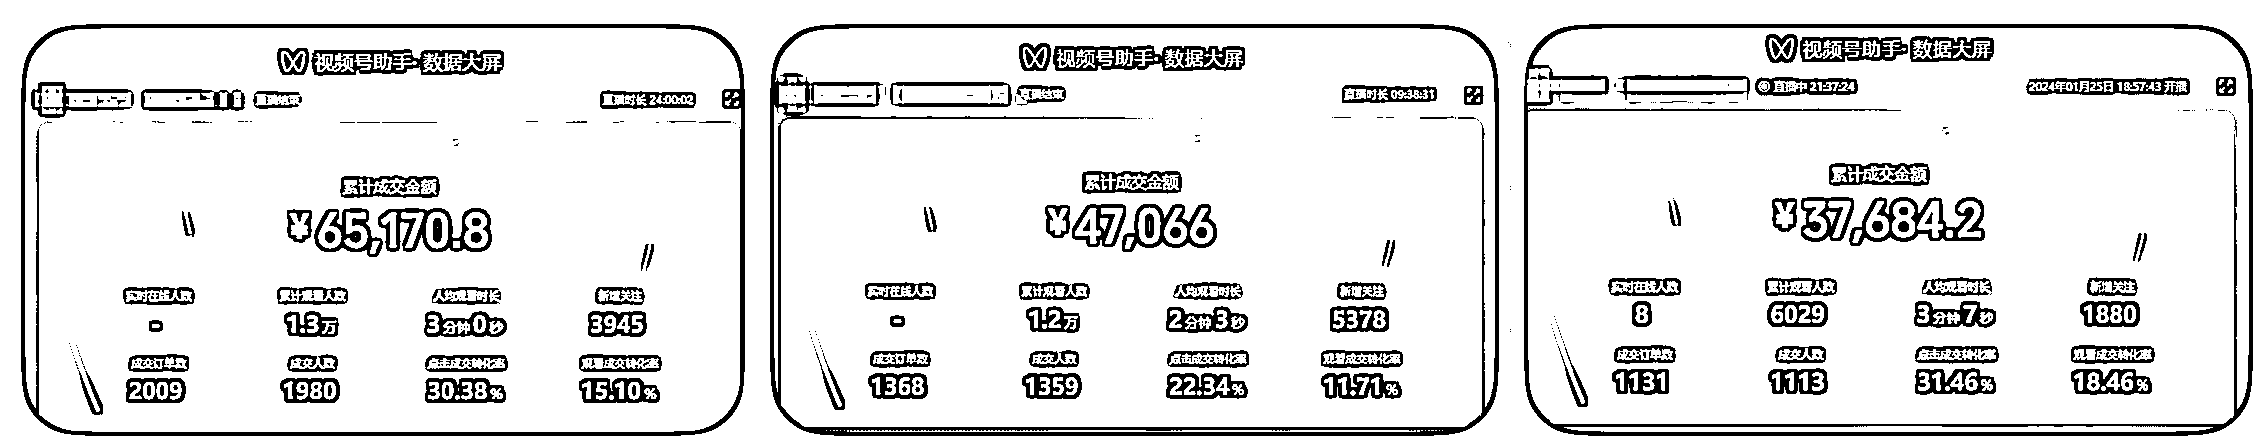 视频号助手·数据大屏
直播结束
直播时长 24:00:02
累计成交金额
¥65,170.8
实时在线人数 累计观看人数 人均观看时长 新增关注
- 1.3万 3分钟0秒 3945
成交订单数 成交人数 点击成交转化率 观看成交转化率
2009 1980 30.38% 15.10%
视频号助手·数据大屏
直播结束
直播时长 09:38:31
累计成交金额
¥47,066
实时在线人数 累计观看人数 人均观看时长 新增关注
- 1.2万 2分钟3秒 5378
成交订单数 成交人数 点击成交转化率 观看成交转化率
1368 1359 22.34% 11.71%
视频号助手·数据大屏
直播中 21:37:24
2024年01月25日 18:57:43 开播
累计成交金额
¥37,684.2
实时在线人数 累计观看人数 人均观看时长 新增关注
8 6029 3分钟7秒 1880
成交订单数 成交人数 点击成交转化率 观看成交转化率
1131 1113 31.46% 18.46%